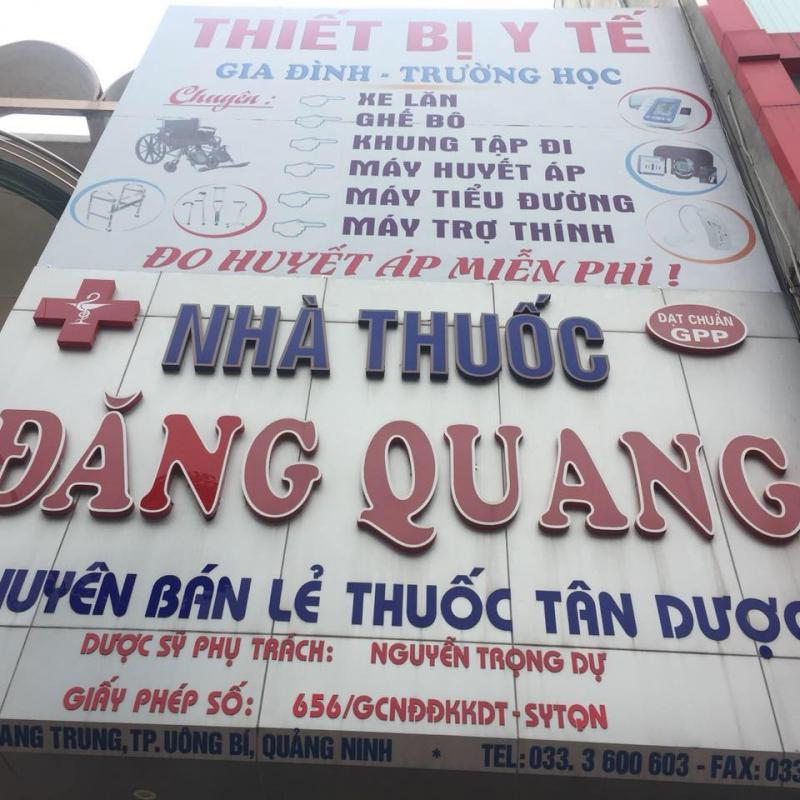 THIẾT BỊ Y TẾ
GIA ĐÌNH - TRƯỜNG HỌC
Chuyên :
XE LĂN
GHẾ BÔ
KHUNG TẬP ĐI
MÁY HUYẾT ÁP
MÁY TIỂU ĐƯỜNG
MÁY TRỢ THÍNH
ĐO HUYẾT ÁP MIỄN PHÍ !
NHÀ THUỐC
ĐẠT CHUẨN
GPP
ĐĂNG QUANG
HUYÊN BÁN LẺ THUỐC TÂN DƯỢC
DƯỢC SỸ PHỤ TRÁCH: NGUYỄN TRỌNG DỰ
GIẤY PHÉP SỐ: 656/GCNĐĐKKDT - SYTQN
ANG TRUNG, TP. UÔNG BÍ, QUẢNG NINH * TEL: 033. 3 600 603 - FAX: 033